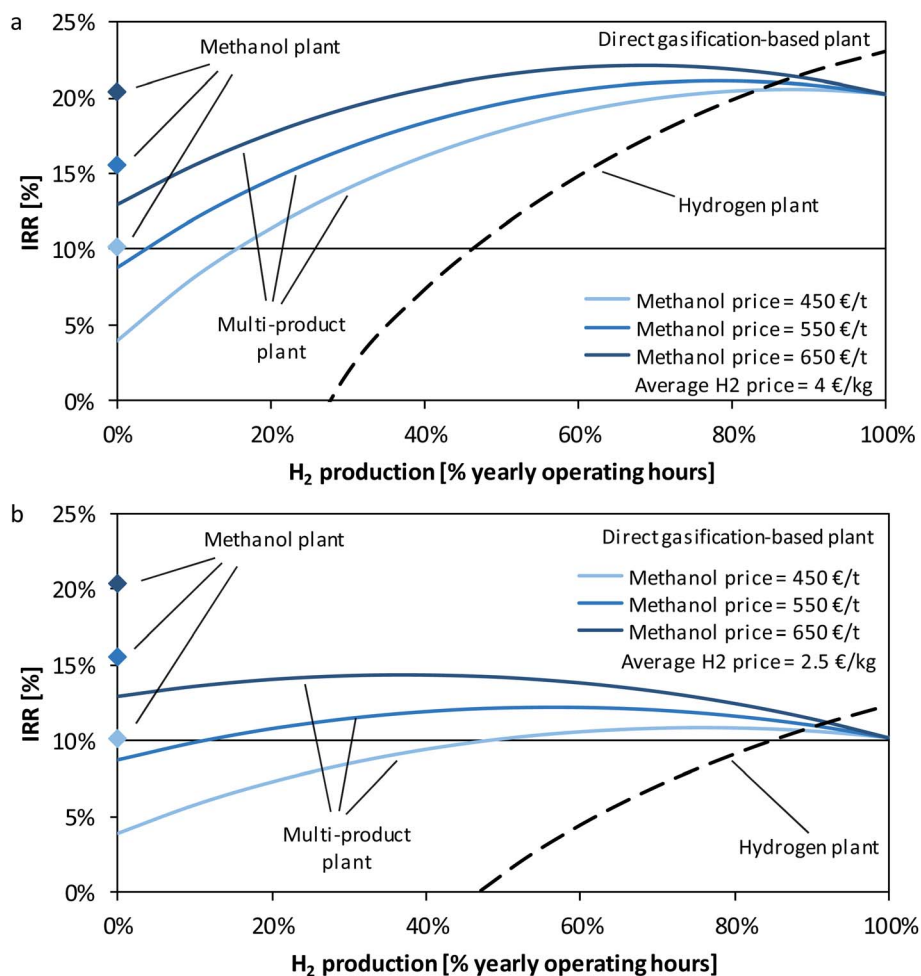 a
25%
20%
15%
10%
5%
0%
IRR [%]
Methanol plant
Direct gasification-based plant
Hydrogen plant
Multi-product
plant
Methanol price = 450 €/t
Methanol price = 550 €/t
Methanol price = 650 €/t
Average H2 price = 4 €/kg
0%
20%
40%
60%
80%
100%
H₂ production [% yearly operating hours]
b
25%
20%
15%
10%
5%
0%
IRR [%]
Methanol plant
Direct gasification-based plant
Methanol price = 450 €/t
Methanol price = 550 €/t
Methanol price = 650 €/t
Average H2 price = 2.5 €/kg
Multi-product
plant
Hydrogen plant
0%
20%
40%
60%
80%
100%
H₂ production [% yearly operating hours]